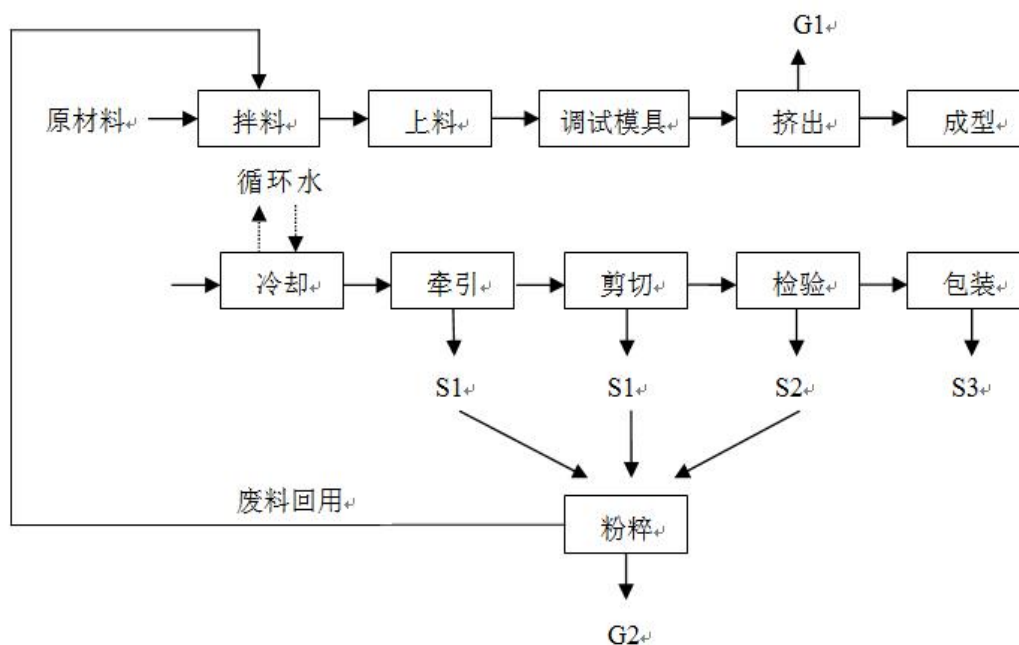 G1
原材料
拌料
上料
调试模具
挤出
成型
循环水
冷却
牵引
剪切
检验
包装
S1
S1
S2
S3
废料回用
粉粹
G2